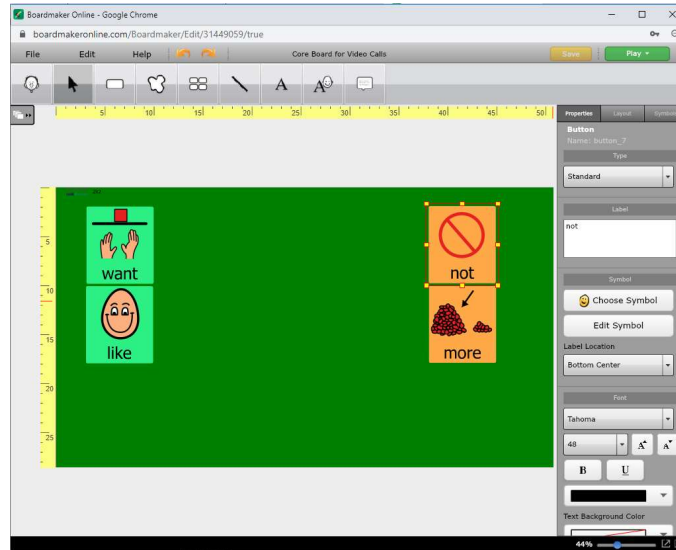 Boardmaker Online - Google Chrome
boardmakeronline.com/Boardmaker/Edit/31449059/true
File Edit Help Core Board for Video Calls Save Play
A A
5 10 15 20 25 30 35 40 45 50
Properties Layout Symbol
Button
Name: button_7
Type
Standard
Label
not
Symbol
Choose Symbol
Edit Symbol
Label Location
Bottom Center
Font
Tahoma
48 A A
B U
Text Background Color
44%
5
10
15
20
25
want
not
like
more